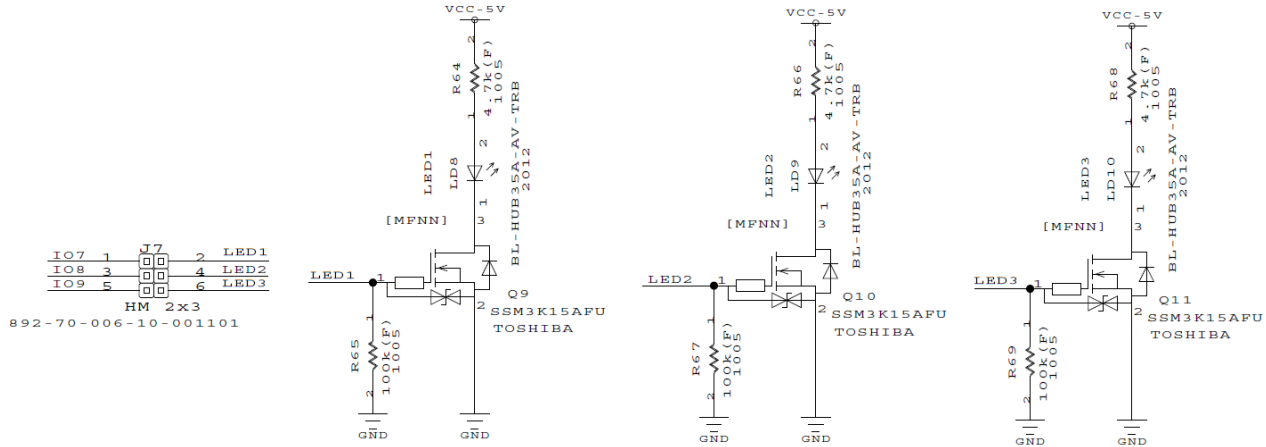 J7
IO7 1 2 LED1
IO8 3 4 LED2
IO9 5 6 LED3
HM 2x3
892-70-006-10-001101
VCC-5V
2
R64
4.7k(F)
1005
1
2
LED1
LD8
BL-HUB35A-AV-TRB
2012
1
[MFNN]
3
LED1
1
2
Q9
SSM3K15AFU
TOSHIBA
1
R65
100k(F)
1005
2
GND
GND
VCC-5V
2
R66
4.7k(F)
1005
1
2
LED2
LD9
BL-HUB35A-AV-TRB
2012
1
[MFNN]
3
LED2
1
2
Q10
SSM3K15AFU
TOSHIBA
1
R67
100k(F)
1005
2
GND
GND
VCC-5V
2
R68
4.7k(F)
1005
1
2
LED3
LD10
BL-HUB35A-AV-TRB
2012
1
[MFNN]
3
LED3
1
2
Q11
SSM3K15AFU
TOSHIBA
1
R69
100k(F)
1005
2
GND
GND